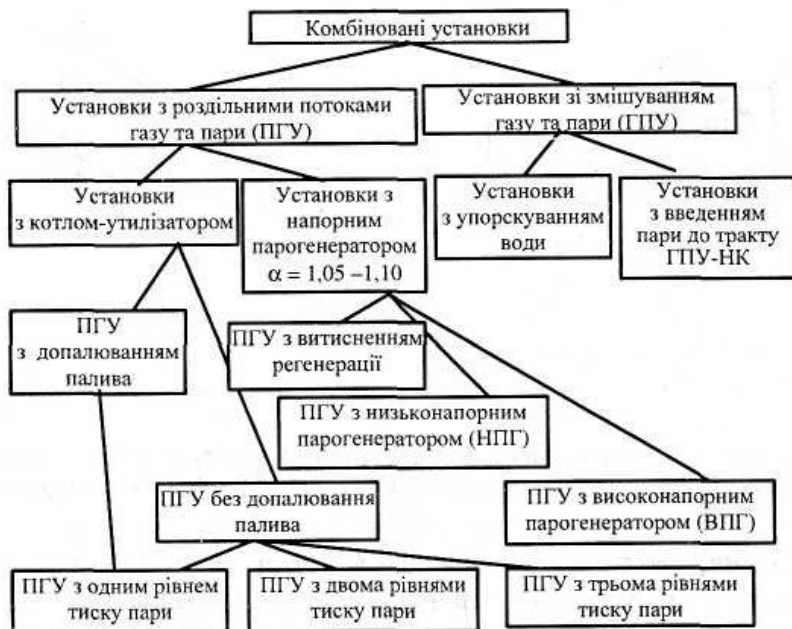 Комбіновані установки
Установки з роздільними потоками
газу та пари (ПГУ)
Установки зі змішуванням
газу та пари (ГПУ)
Установки
з котлом-утилізатором
Установки з
напорним
парогенератором
α = 1,05 –1,10
Установки
з упорскуванням
води
Установки
з введенням
пари до тракту
ГПУ-НК
ПГУ
з допалюванням
палива
ПГУ з витисненням
регенерації
ПГУ з низьконапорним
парогенератором (НПГ)
ПГУ без допалювання
палива
ПГУ з високонапорним
парогенератором (ВПГ)
ПГУ з одним рівнем
тиску пари
ПГУ з двома рівнями
тиску пари
ПГУ з трьома рівнями
тиску пари